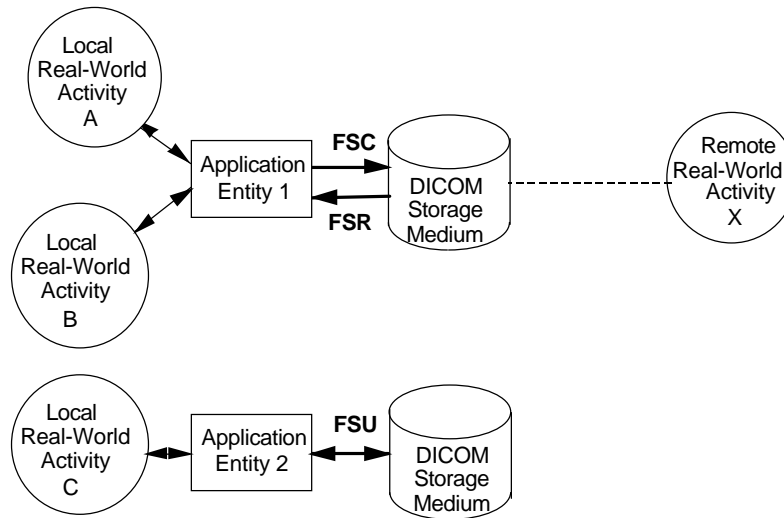 Local
Real-World
Activity
A
Application
Entity 1
FSC
FSR
DICOM
Storage
Medium
Remote
Real-World
Activity
X
Local
Real-World
Activity
B
Local
Real-World
Activity
C
Application
Entity 2
FSU
DICOM
Storage
Medium